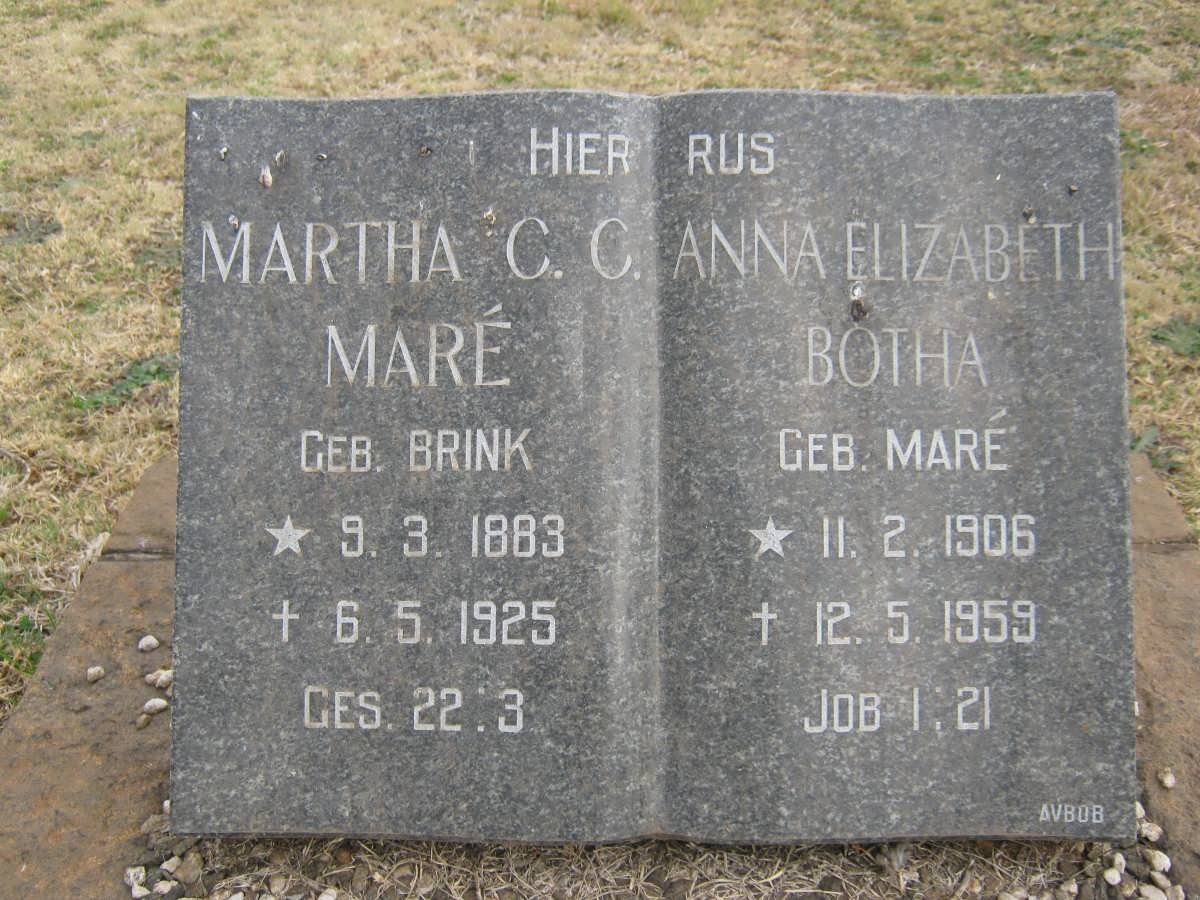 HIER RUS
MARTHA C. C.
MARÉ
GEB. BRINK
★ 9. 3. 1883
† 6. 5. 1925
GES. 22:3
ANNA ELIZABETH
BOTHA
GEB. MARÉ
★ 11. 2. 1906
† 12. 5. 1959
JOB 1:21
AVBOB